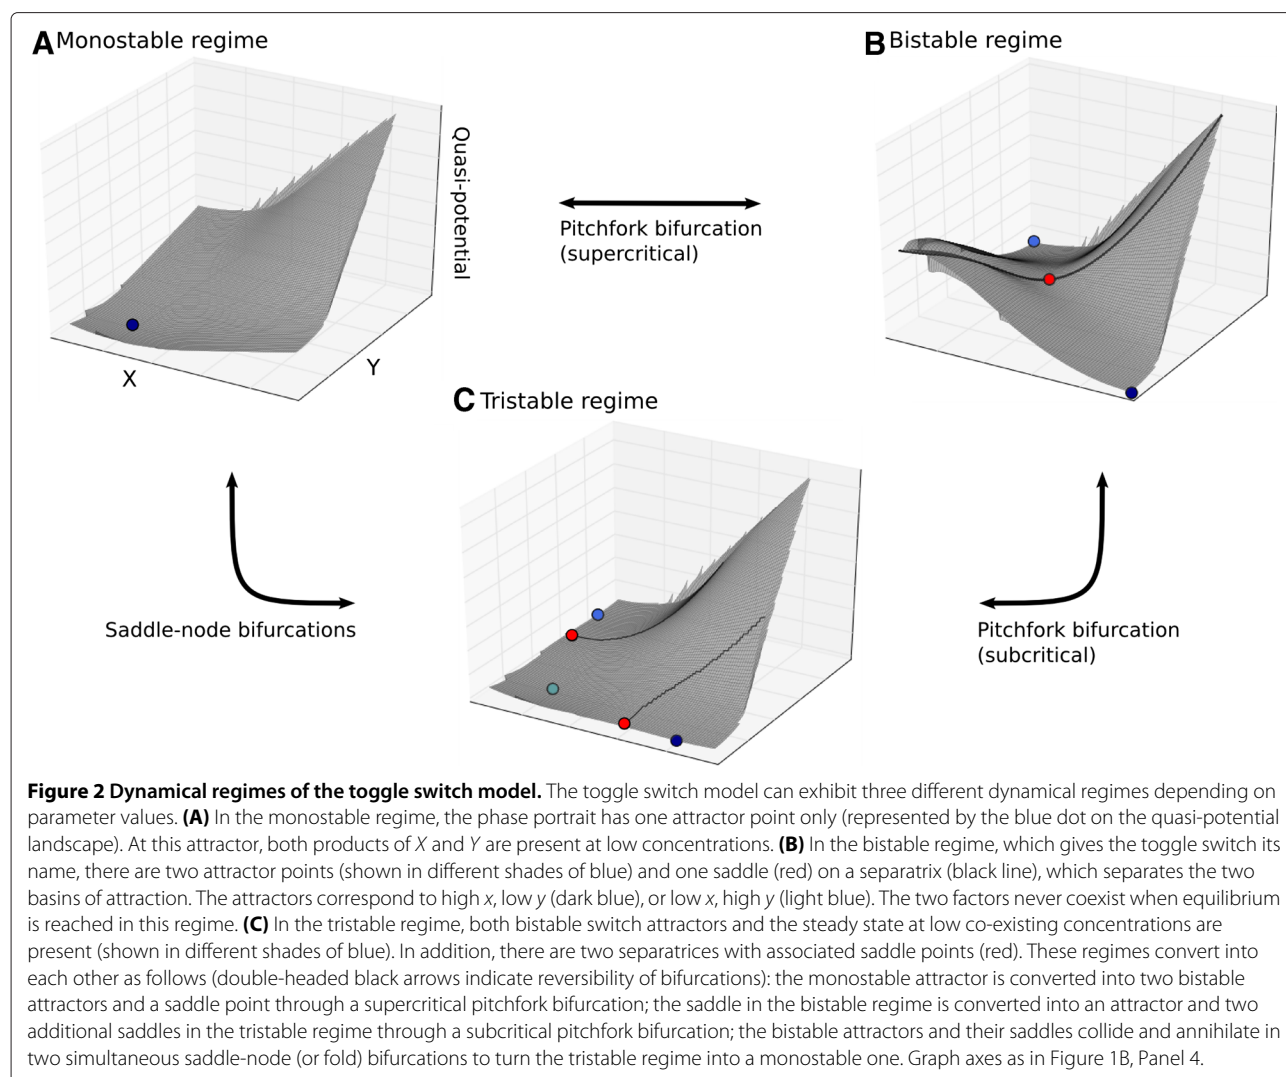 A Monostable regime
B Bistable regime
Quasi-potential
Pitchfork bifurcation
(supercritical)
X
Y
C Tristable regime
Saddle-node bifurcations
Pitchfork bifurcation
(subcritical)
Figure 2 Dynamical regimes of the toggle switch model. The toggle switch model can exhibit three different dynamical regimes depending on
parameter values. (A) In the monostable regime, the phase portrait has one attractor point only (represented by the blue dot on the quasi-potential
landscape). At this attractor, both products of X and Y are present at low concentrations. (B) In the bistable regime, which gives the toggle switch its
name, there are two attractor points (shown in different shades of blue) and one saddle (red) on a separatrix (black line), which separates the two
basins of attraction. The attractors correspond to high x, low y (dark blue), or low x, high y (light blue). The two factors never coexist when equilibrium
is reached in this regime. (C) In the tristable regime, both bistable switch attractors and the steady state at low co-existing concentrations are
present (shown in different shades of blue). In addition, there are two separatrices with associated saddle points (red). These regimes convert into
each other as follows (double-headed black arrows indicate reversibility of bifurcations): the monostable attractor is converted into two bistable
attractors and a saddle point through a supercritical pitchfork bifurcation; the saddle in the bistable regime is converted into an attractor and two
additional saddles in the tristable regime through a subcritical pitchfork bifurcation; the bistable attractors and their saddles collide and annihilate in
two simultaneous saddle-node (or fold) bifurcations to turn the tristable regime into a monostable one. Graph axes as in Figure 1B, Panel 4.